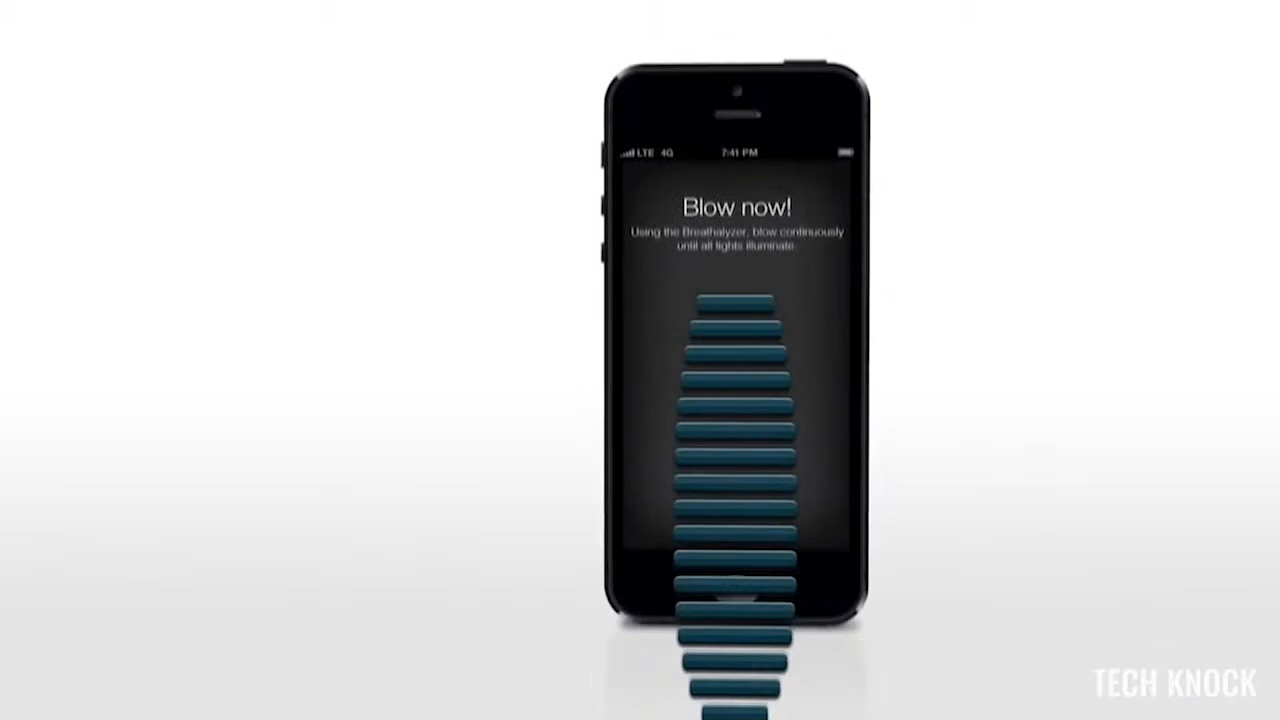 LTE 4G 7:41 PM
Blow now!
Using the Breathalyzer, blow continuously
until all lights illuminate.
TECH KNOCK